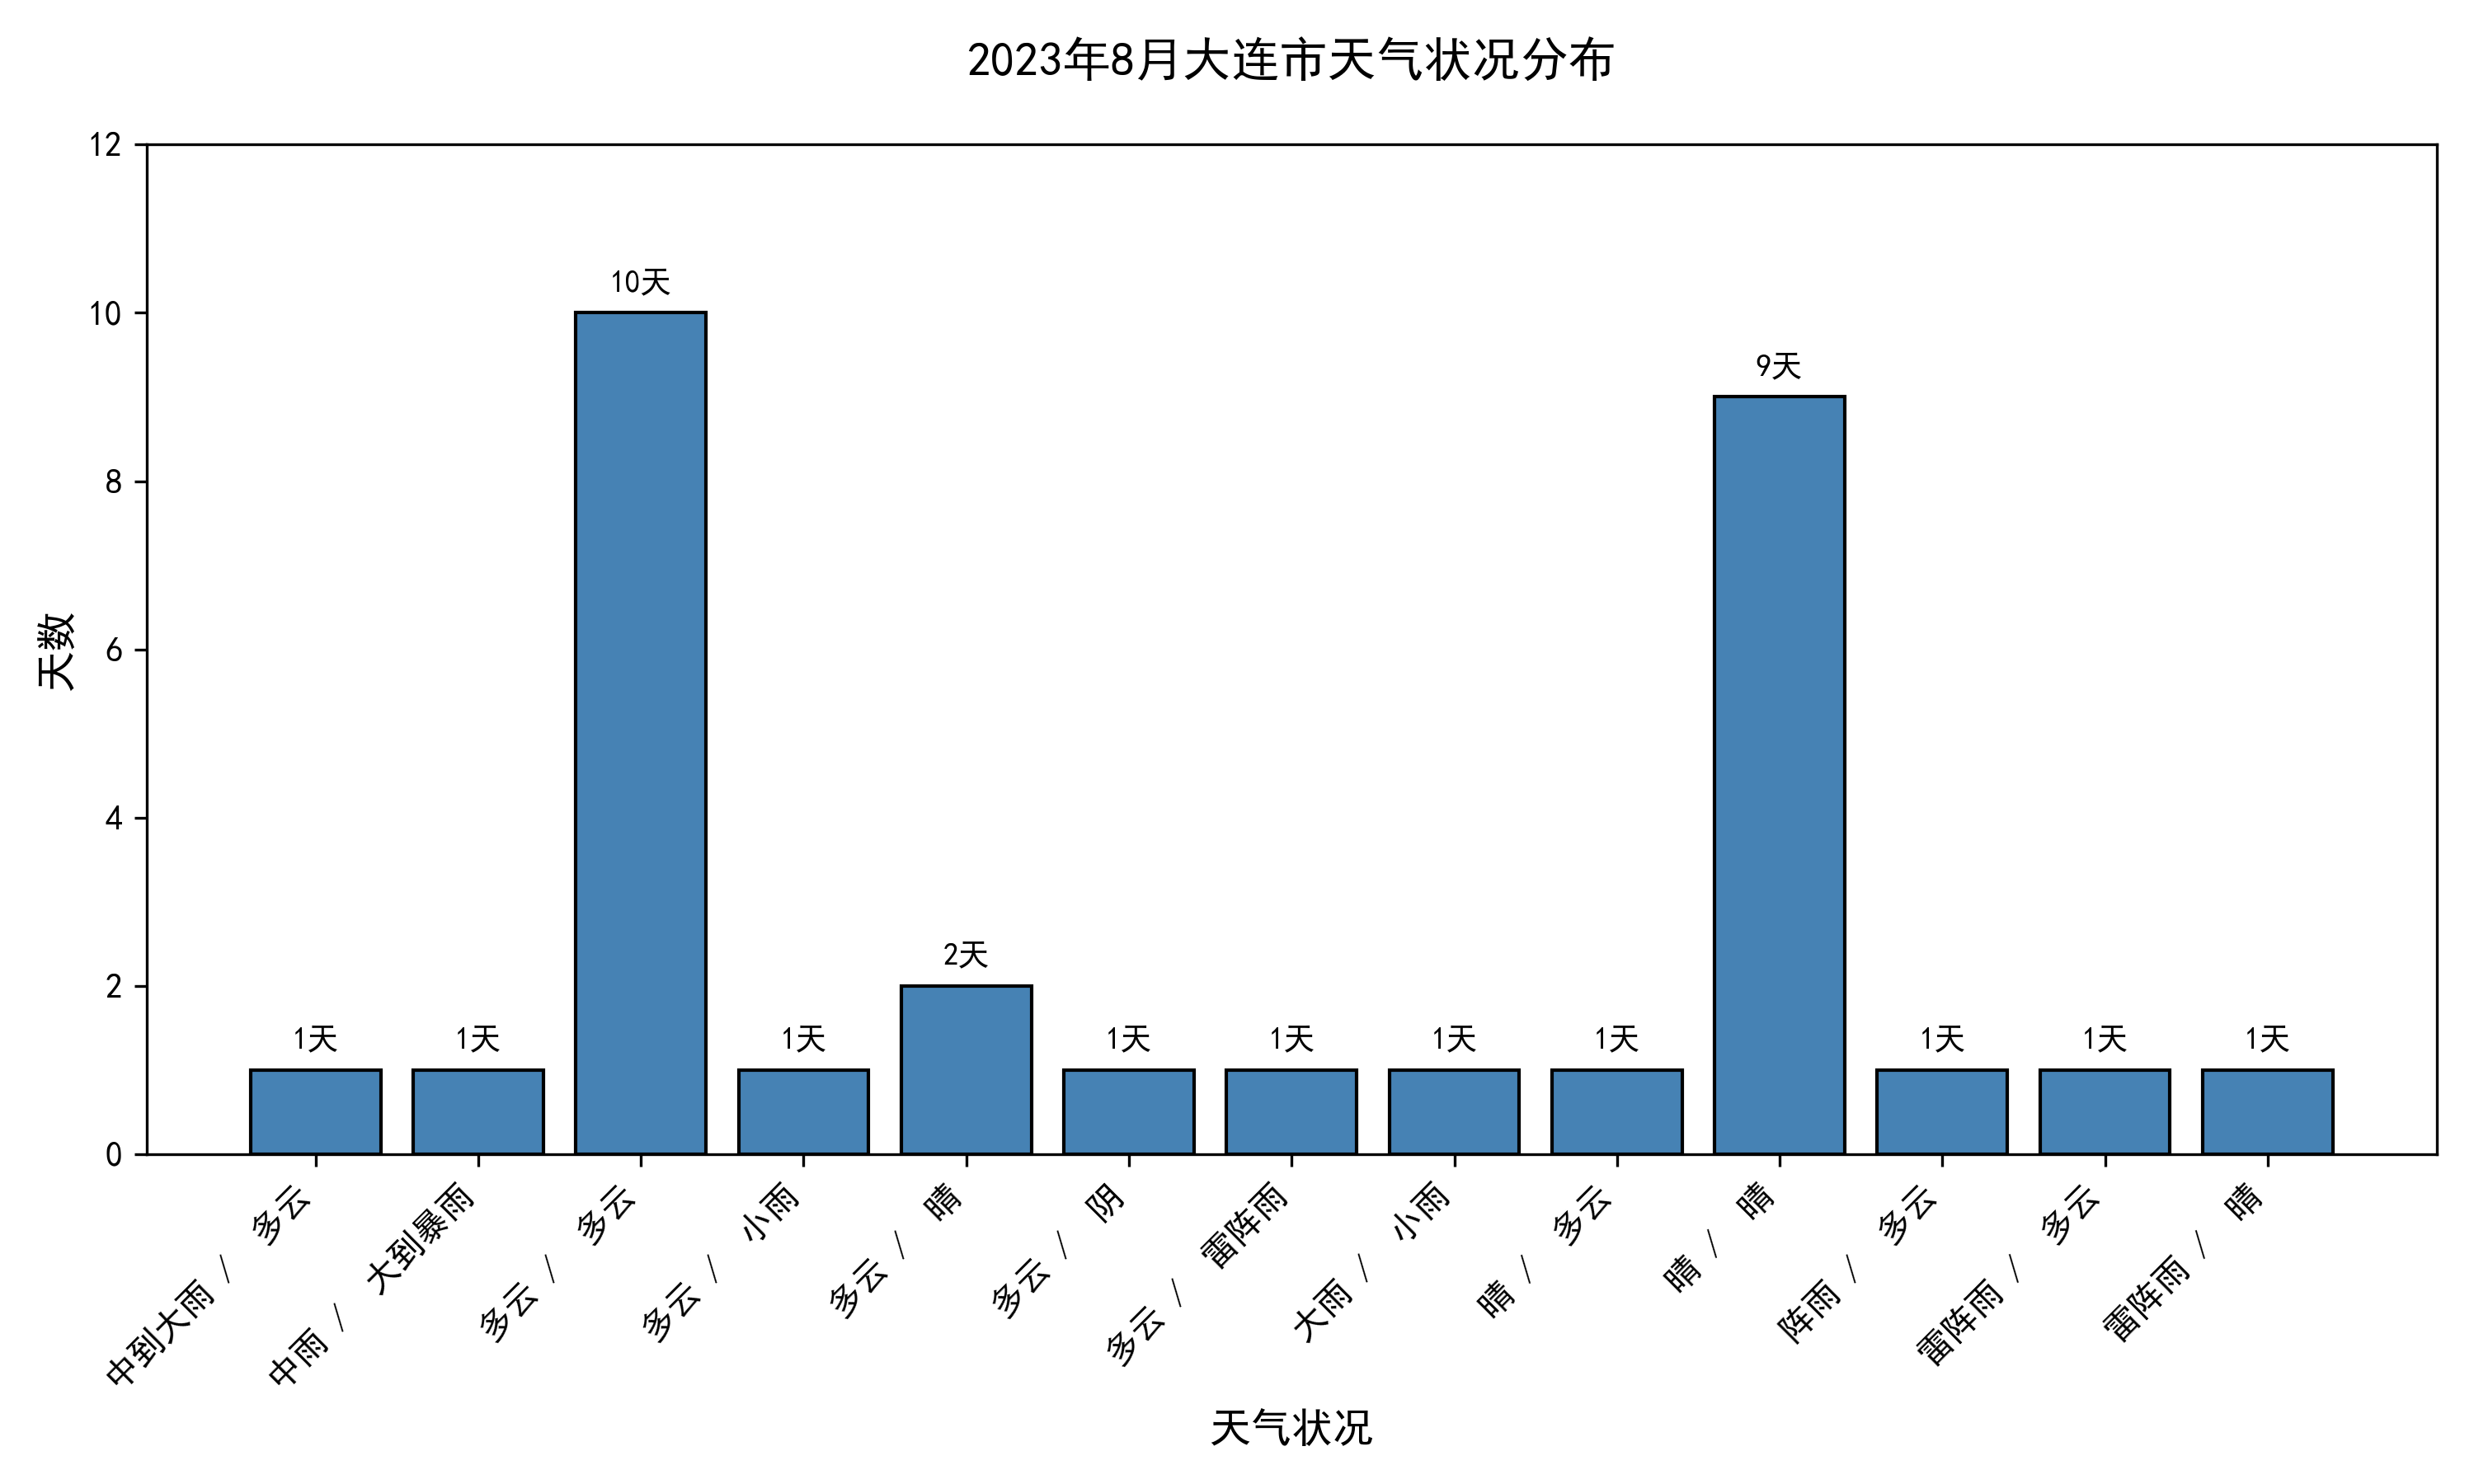 2023年8月大连市天气状况分布
天数
12
10
8
6
4
2
0
1天
1天
10天
1天
2天
1天
1天
1天
1天
9天
1天
1天
1天
中到大雨 / 多云
中雨 / 大到暴雨
多云 / 多云
多云 / 小雨
多云 / 晴
多云 / 阴
多云 / 雷阵雨
大雨 / 小雨
晴 / 多云
晴 / 晴
阵雨 / 多云
雷阵雨 / 多云
雷阵雨 / 晴
天气状况